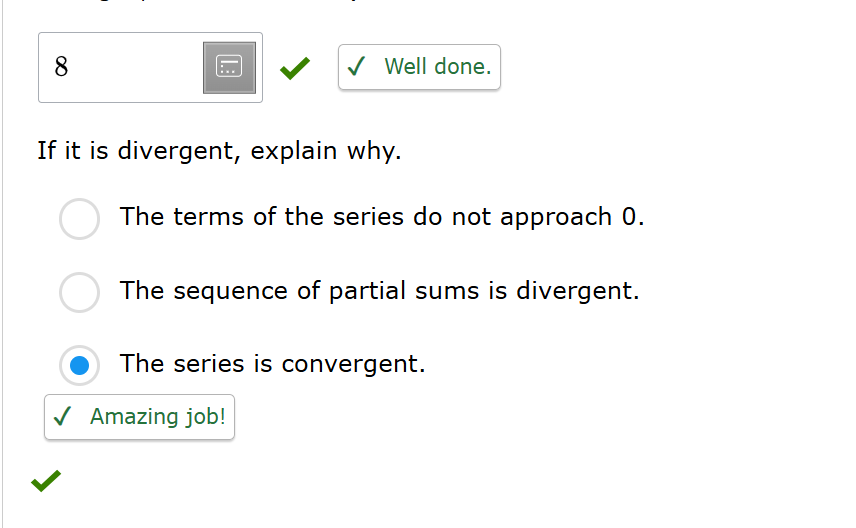 8
✓ Well done.
If it is divergent, explain why.
The terms of the series do not approach 0.
The sequence of partial sums is divergent.
The series is convergent.
✓ Amazing job!